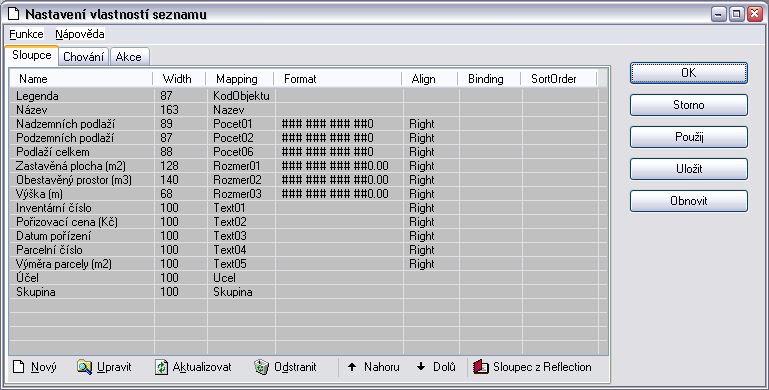 Nastavení vlastností seznamu
Funkce Nápověda
Sloupce Chování Akce
Name Width Mapping Format Align Binding SortOrder
Legenda 87 KodObjektu
Název 163 Nazev
Nadzemních podlaží 89 Pocet01 ### ### ### ##0 Right
Podzemních podlaží 87 Pocet02 ### ### ### ##0 Right
Podlaží celkem 88 Pocet06 ### ### ### ##0 Right
Zastavěná plocha (m2) 128 Rozmer01 ### ### ### ##0.00 Right
Obestavěný prostor (m3) 140 Rozmer02 ### ### ### ##0.00 Right
Výška (m) 68 Rozmer03 ### ### ### ##0.00 Right
Inventární číslo 100 Text01 Right
Pořizovací cena (Kč) 100 Text02 Right
Datum pořízení 100 Text03 Right
Parcelní číslo 100 Text04 Right
Výměra parcely (m2) 100 Text05 Right
Účel 100 Ucel
Skupina 100 Skupina
OK
Storno
Použij
Uložit
Obnovit
Nový Upravit Aktualizovat Odstranit Nahoru Dolů Sloupec z Reflection